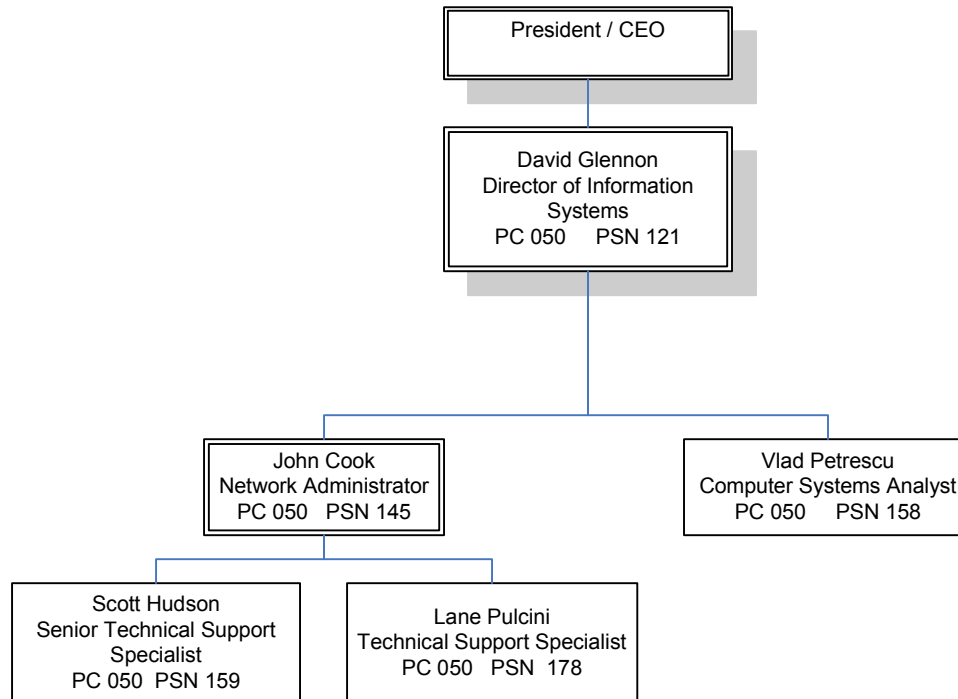 President / CEO
David Glennon
Director of Information
Systems
PC 050 PSN 121
John Cook
Network Administrator
PC 050 PSN 145
Vlad Petrescu
Computer Systems Analyst
PC 050 PSN 158
Scott Hudson
Senior Technical Support
Specialist
PC 050 PSN 159
Lane Pulcini
Technical Support Specialist
PC 050 PSN 178